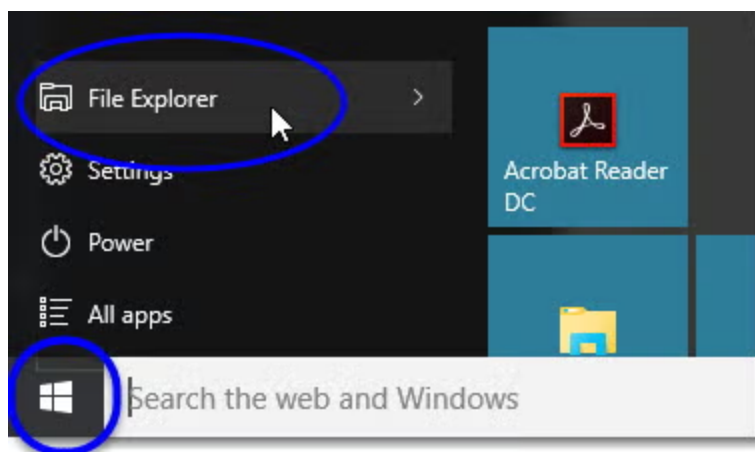 File Explorer
Settings
Power
All apps
Acrobat Reader
DC
Search the web and Windows